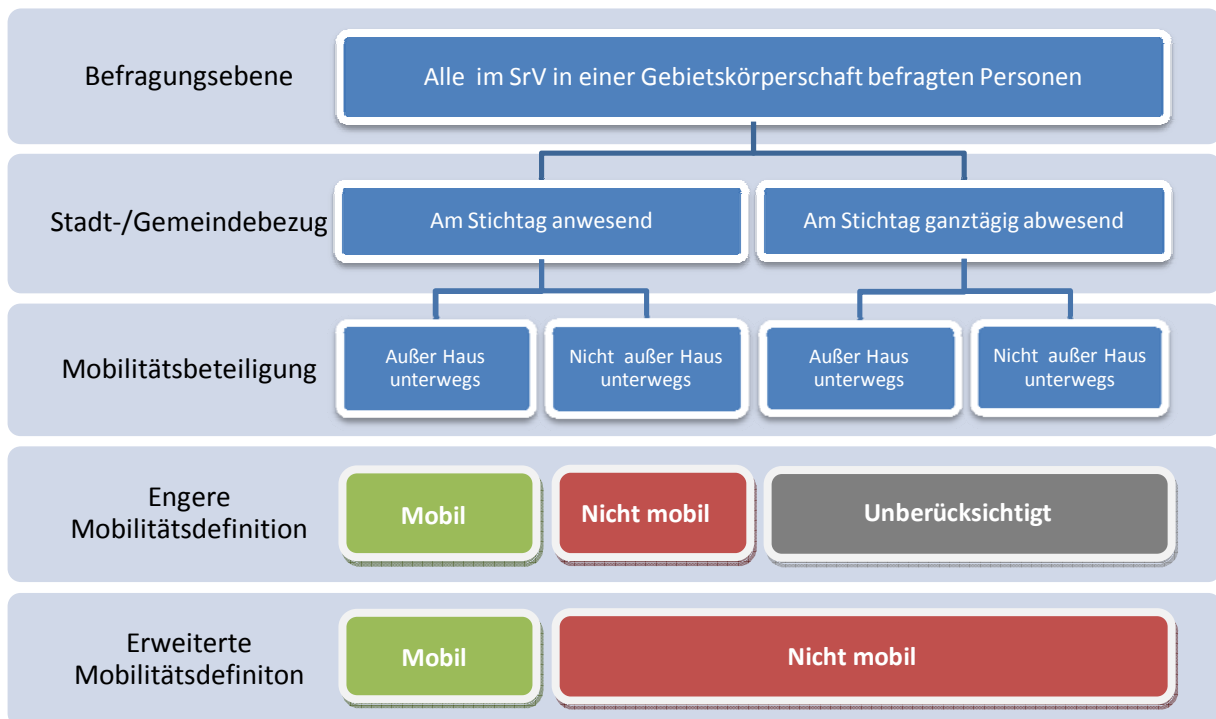 Befragungsebene
Alle im SrV in einer Gebietskörperschaft befragten Personen
Stadt-/Gemeindebezug
Am Stichtag anwesend
Am Stichtag ganztägig abwesend
Mobilitätsbeteiligung
Außer Haus
unterwegs
Nicht außer Haus
unterwegs
Außer Haus
unterwegs
Nicht außer Haus
unterwegs
Engere
Mobilitätsdefinition
Mobil
Nicht mobil
Unberücksichtigt
Erweiterte
Mobilitätsdefiniton
Mobil
Nicht mobil